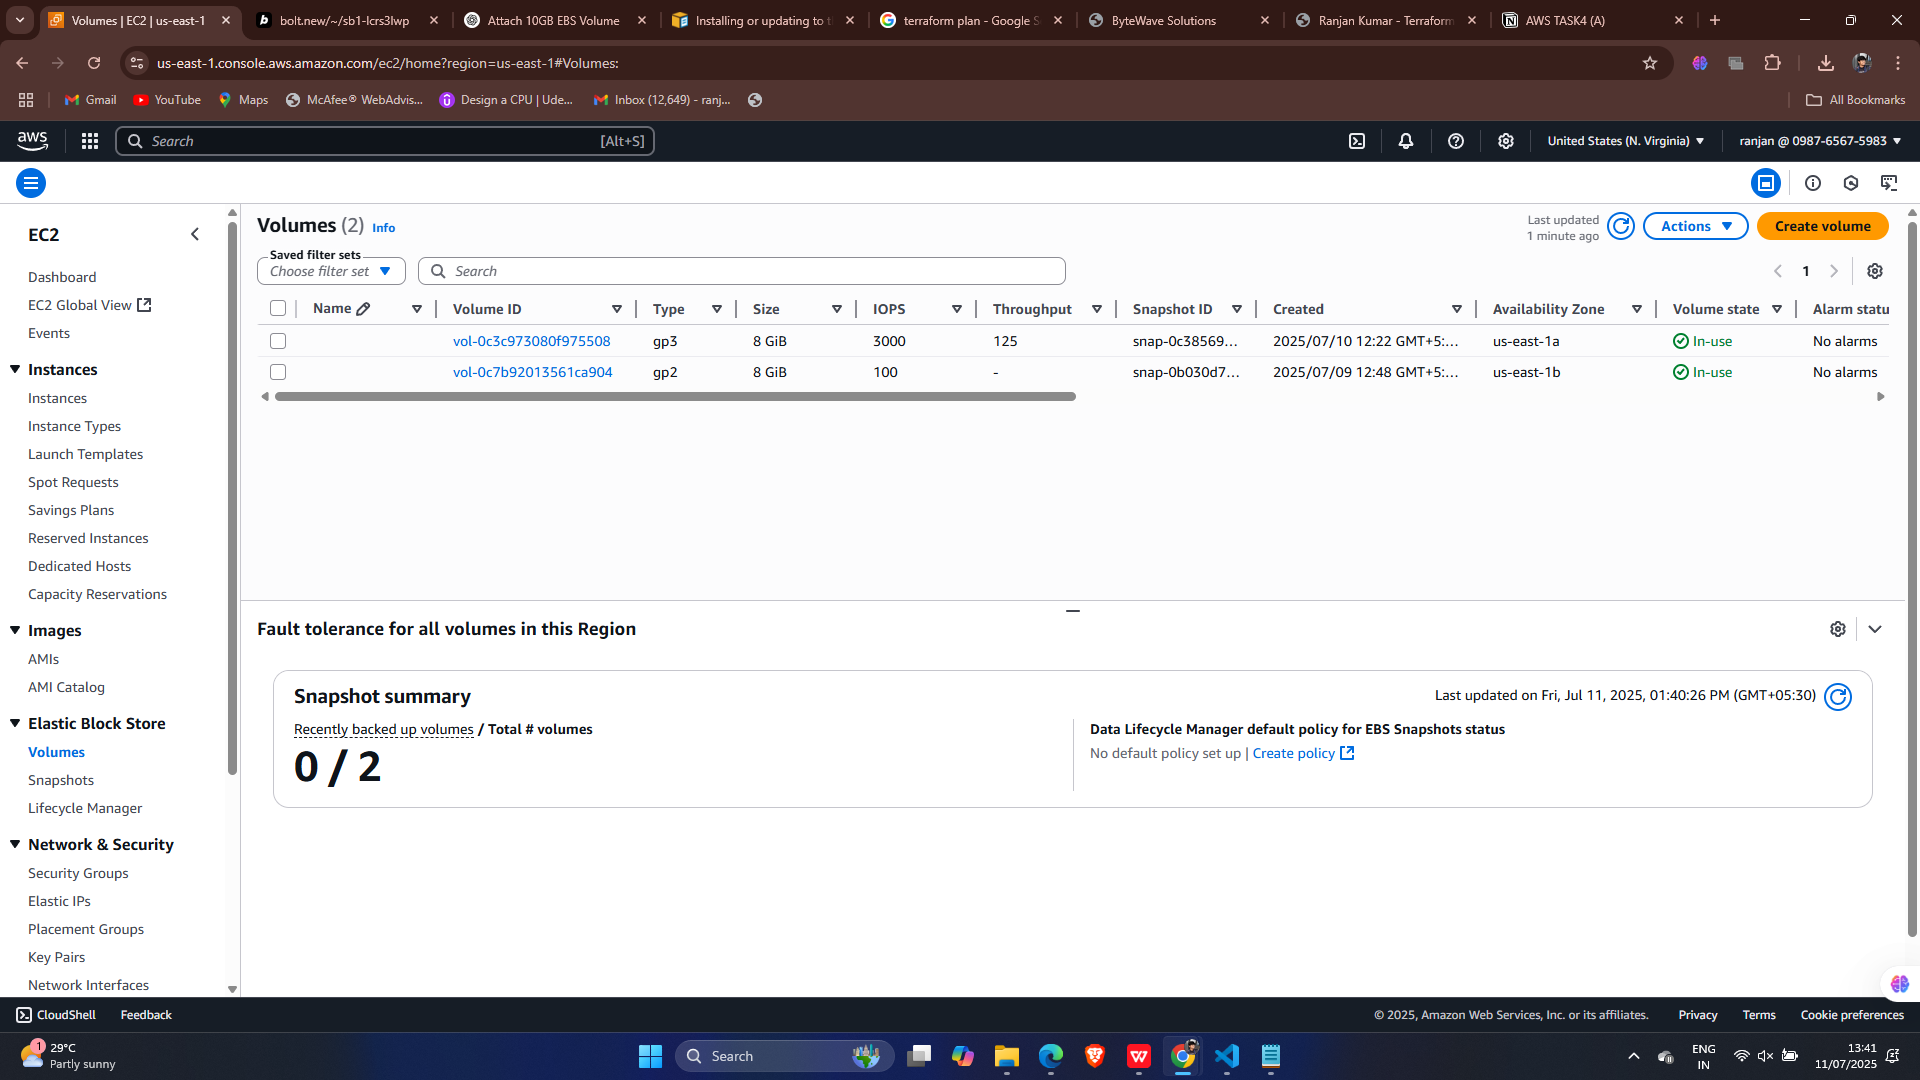 Volumes | EC2 | us-east-1
bolt.new/~/sb1-lcrs3lwp
Attach 10GB EBS Volume
Installing or updating to th
terraform plan - Google S
ByteWave Solutions
Ranjan Kumar - Terraform
AWS TASK4 (A)
us-east-1.console.aws.amazon.com/ec2/home?region=us-east-1#Volumes:
Gmail
YouTube
Maps
McAfee® WebAdvis...
Design a CPU | Ude...
Inbox (12,649) - ranj...
All Bookmarks
aws
Search
[Alt+S]
United States (N. Virginia)
ranjan @ 0987-6567-5983
EC2
Dashboard
EC2 Global View
Events
Instances
Instances
Instance Types
Launch Templates
Spot Requests
Savings Plans
Reserved Instances
Dedicated Hosts
Capacity Reservations
Images
AMIs
AMI Catalog
Elastic Block Store
Volumes
Snapshots
Lifecycle Manager
Network & Security
Security Groups
Elastic IPs
Placement Groups
Key Pairs
Network Interfaces
Volumes (2) Info
Last updated
1 minute ago
Actions
Create volume
Saved filter sets
Choose filter set
Search
1
Name Volume ID Type Size IOPS Throughput Snapshot ID Created Availability Zone Volume state Alarm statu
vol-0c3c973080f975508 gp3 8 GiB 3000 125 snap-0c38569... 2025/07/10 12:22 GMT+5:... us-east-1a In-use No alarms
vol-0c7b92013561ca904 gp2 8 GiB 100 - snap-0b030d7... 2025/07/09 12:48 GMT+5:... us-east-1b In-use No alarms
Fault tolerance for all volumes in this Region
Snapshot summary
Last updated on Fri, Jul 11, 2025, 01:40:26 PM (GMT+05:30)
Recently backed up volumes / Total # volumes
0 / 2
Data Lifecycle Manager default policy for EBS Snapshots status
No default policy set up | Create policy
CloudShell
Feedback
© 2025, Amazon Web Services, Inc. or its affiliates.
Privacy
Terms
Cookie preferences
1
29°C
Partly sunny
Search
ENG
IN
13:41
11/07/2025